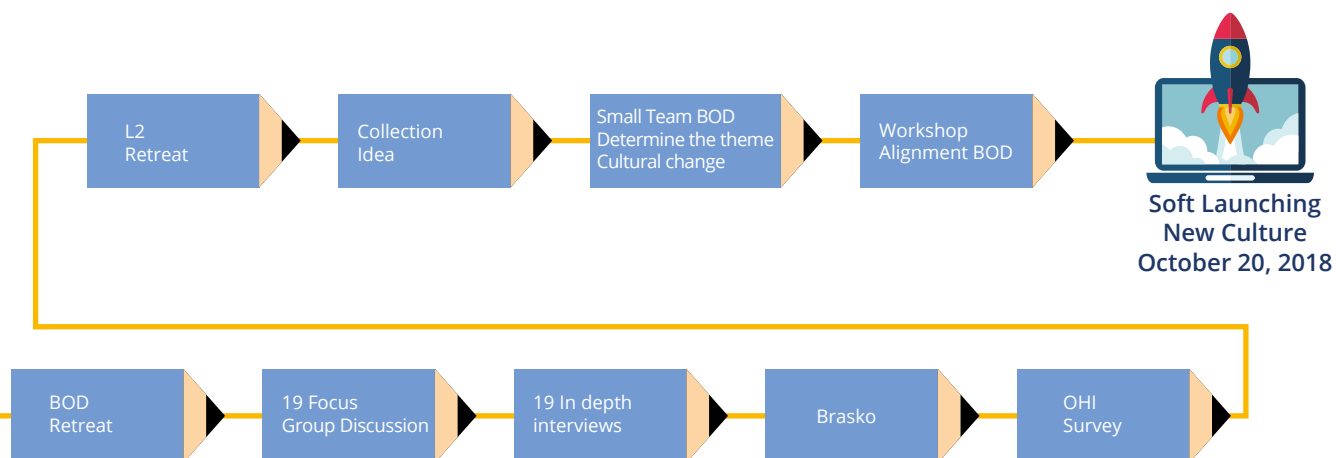 L2
Retreat
Collection
Idea
Small Team BOD
Determine the theme
Cultural change
Workshop
Alignment BOD
Soft Launching
New Culture
October 20, 2018
BOD
Retreat
19 Focus
Group Discussion
19 In depth
interviews
Brasko
OHI
Survey